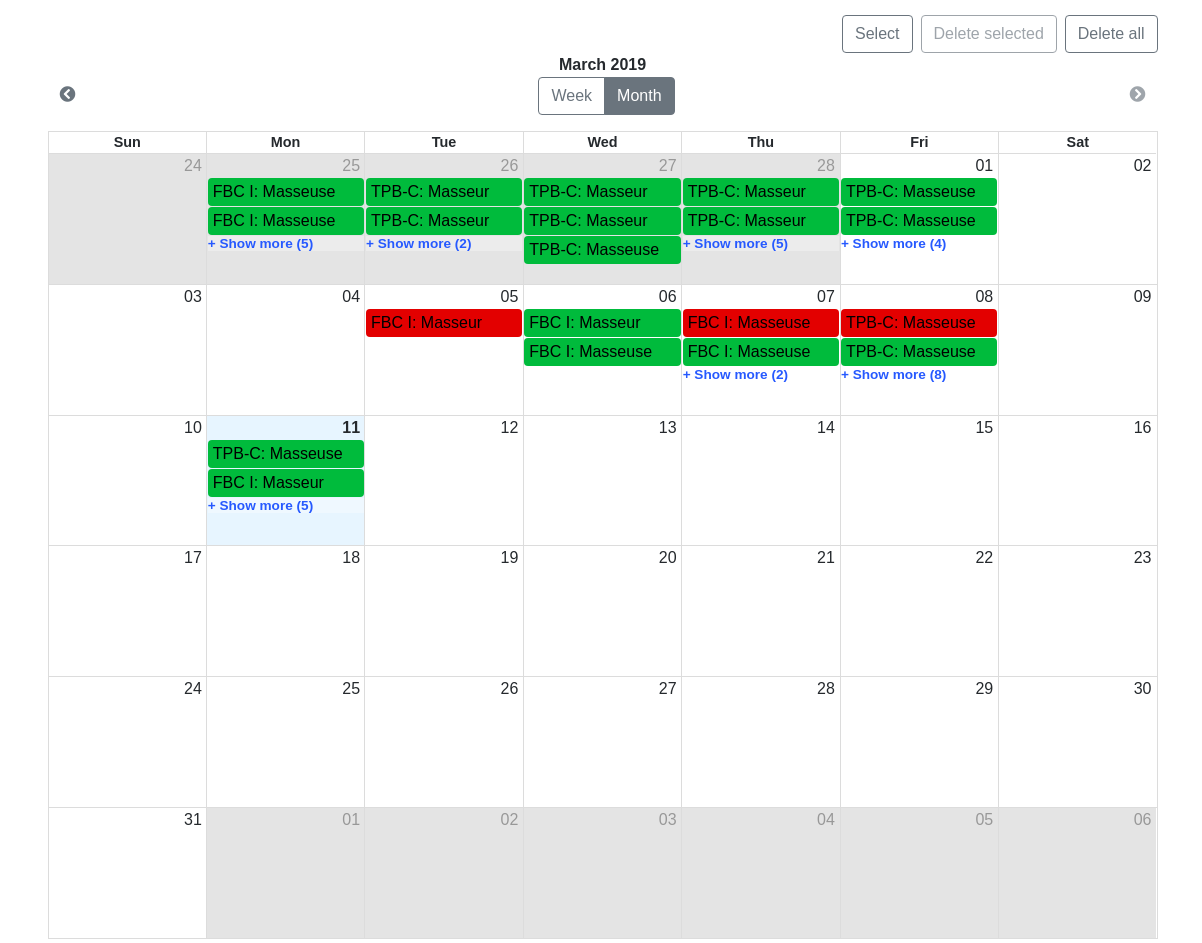 Select Delete selected Delete all
March 2019
Week Month
Sun Mon Tue Wed Thu Fri Sat
24 25 26 27 28 01 02
FBC I: Masseuse TPB-C: Masseur TPB-C: Masseur TPB-C: Masseur TPB-C: Masseuse
FBC I: Masseuse TPB-C: Masseur TPB-C: Masseur TPB-C: Masseur TPB-C: Masseuse
+ Show more (5) + Show more (2) TPB-C: Masseuse + Show more (5) + Show more (4)
03 04 05 06 07 08 09
FBC I: Masseur FBC I: Masseur FBC I: Masseuse TPB-C: Masseuse
FBC I: Masseuse FBC I: Masseuse TPB-C: Masseuse
+ Show more (2) + Show more (8)
10 11 12 13 14 15 16
TPB-C: Masseuse
FBC I: Masseur
+ Show more (5)
17 18 19 20 21 22 23
24 25 26 27 28 29 30
31 01 02 03 04 05 06